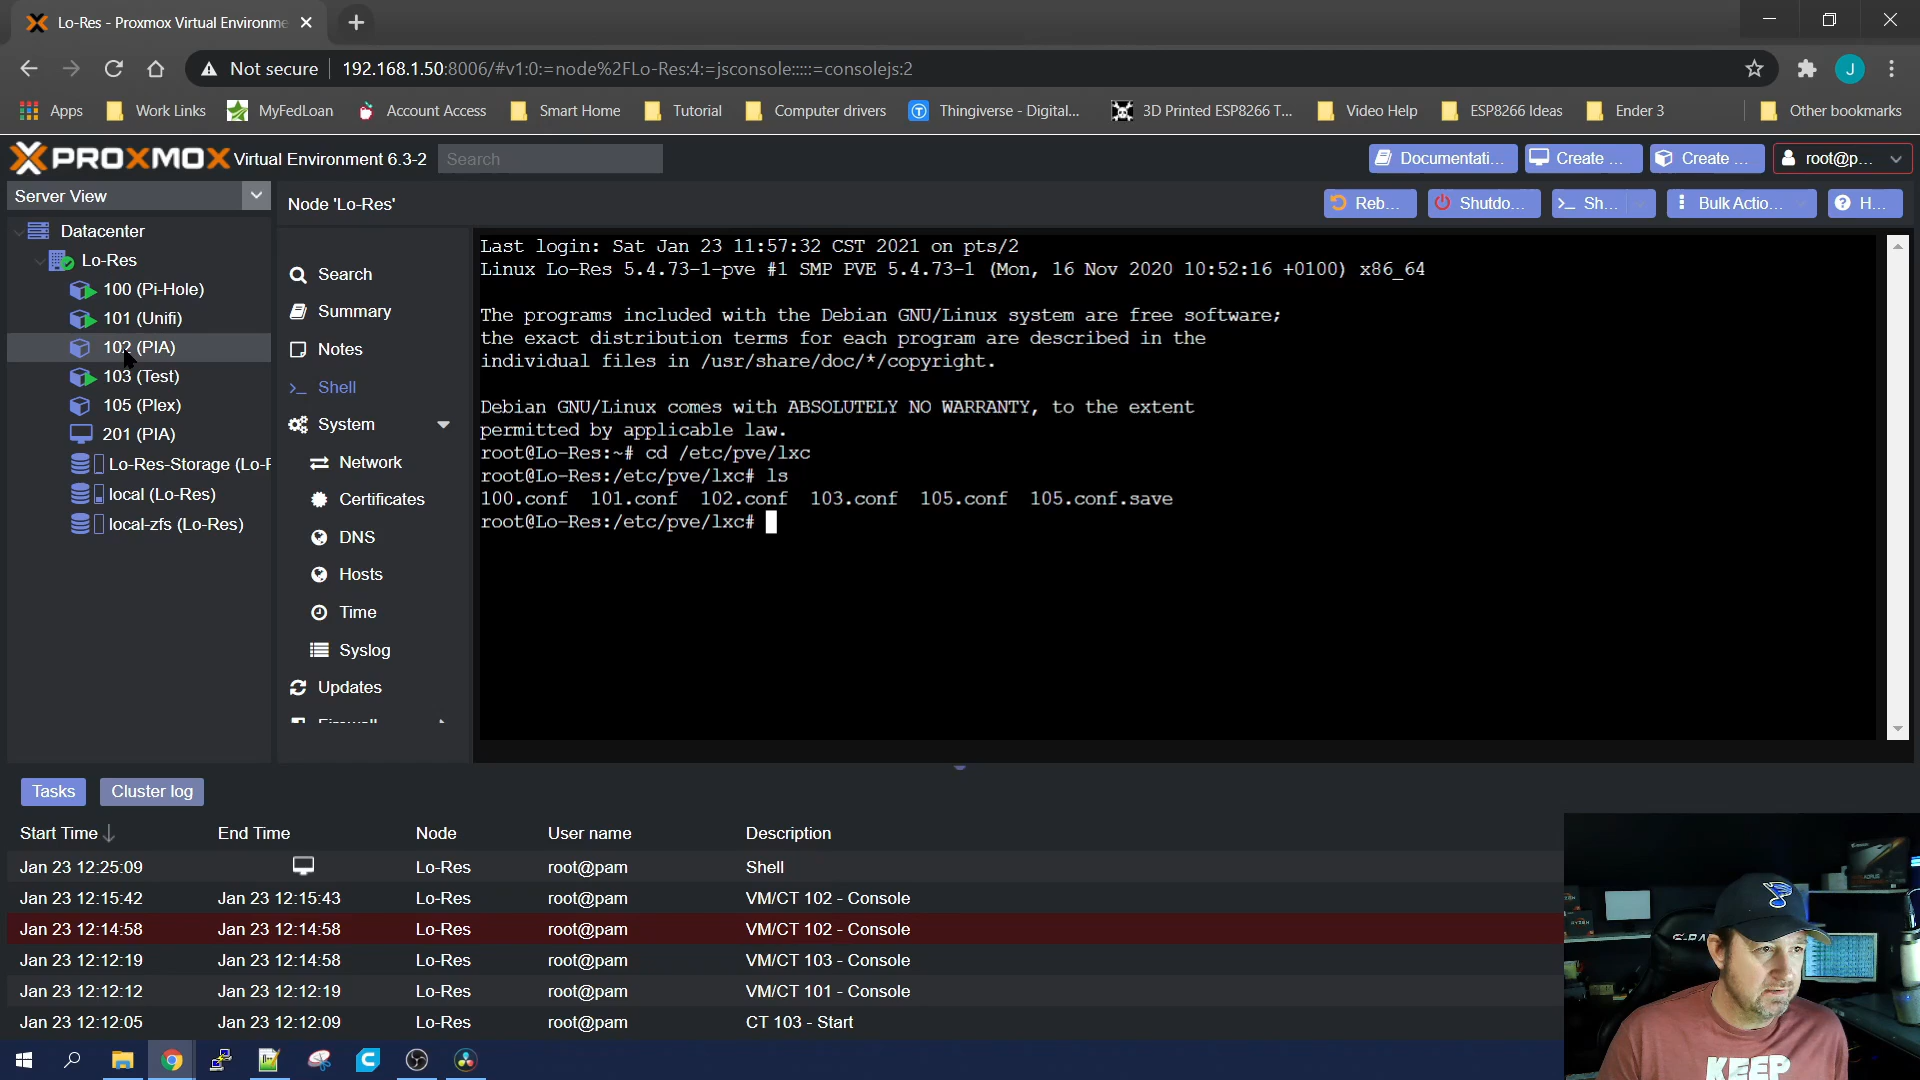 Lo-Res - Proxmox Virtual Environme
Not secure
192.168.1.50:8006/#v1:0:=node%2FLo-Res:4:=jsconsole:::::=consolejs:2
J
Apps
Work Links
MyFedLoan
Account Access
Smart Home
Tutorial
Computer drivers
Thingiverse - Digital...
3D Printed ESP8266 T...
Video Help
ESP8266 Ideas
Ender 3
Other bookmarks
PROXMOX Virtual Environment 6.3-2
Search
Documentati...
Create ...
Create ...
root@p...
Server View
Node 'Lo-Res'
Reb...
Shutdo...
Sh...
Bulk Actio...
H...
Datacenter
Lo-Res
100 (Pi-Hole)
101 (Unifi)
102 (PIA)
103 (Test)
105 (Plex)
201 (PIA)
Lo-Res-Storage (Lo-R
local (Lo-Res)
local-zfs (Lo-Res)
Search
Summary
Notes
Shell
System
Network
Certificates
DNS
Hosts
Time
Syslog
Updates
Firewall
Last login: Sat Jan 23 11:57:32 CST 2021 on pts/2
Linux Lo-Res 5.4.73-1-pve #1 SMP PVE 5.4.73-1 (Mon, 16 Nov 2020 10:52:16 +0100) x86_64
The programs included with the Debian GNU/Linux system are free software;
the exact distribution terms for each program are described in the
individual files in /usr/share/doc/*/copyright.
Debian GNU/Linux comes with ABSOLUTELY NO WARRANTY, to the extent
permitted by applicable law.
root@Lo-Res:~# cd /etc/pve/lxc
root@Lo-Res:/etc/pve/lxc# ls
100.conf 101.conf 102.conf 103.conf 105.conf 105.conf.save
root@Lo-Res:/etc/pve/lxc#
Tasks
Cluster log
Start Time End Time Node User name Description
Jan 23 12:25:09 Lo-Res root@pam Shell
Jan 23 12:15:42 Jan 23 12:15:43 Lo-Res root@pam VM/CT 102 - Console
Jan 23 12:14:58 Jan 23 12:14:58 Lo-Res root@pam VM/CT 102 - Console
Jan 23 12:12:19 Jan 23 12:14:58 Lo-Res root@pam VM/CT 103 - Console
Jan 23 12:12:12 Jan 23 12:12:19 Lo-Res root@pam VM/CT 101 - Console
Jan 23 12:12:05 Jan 23 12:12:09 Lo-Res root@pam CT 103 - Start
KEEP